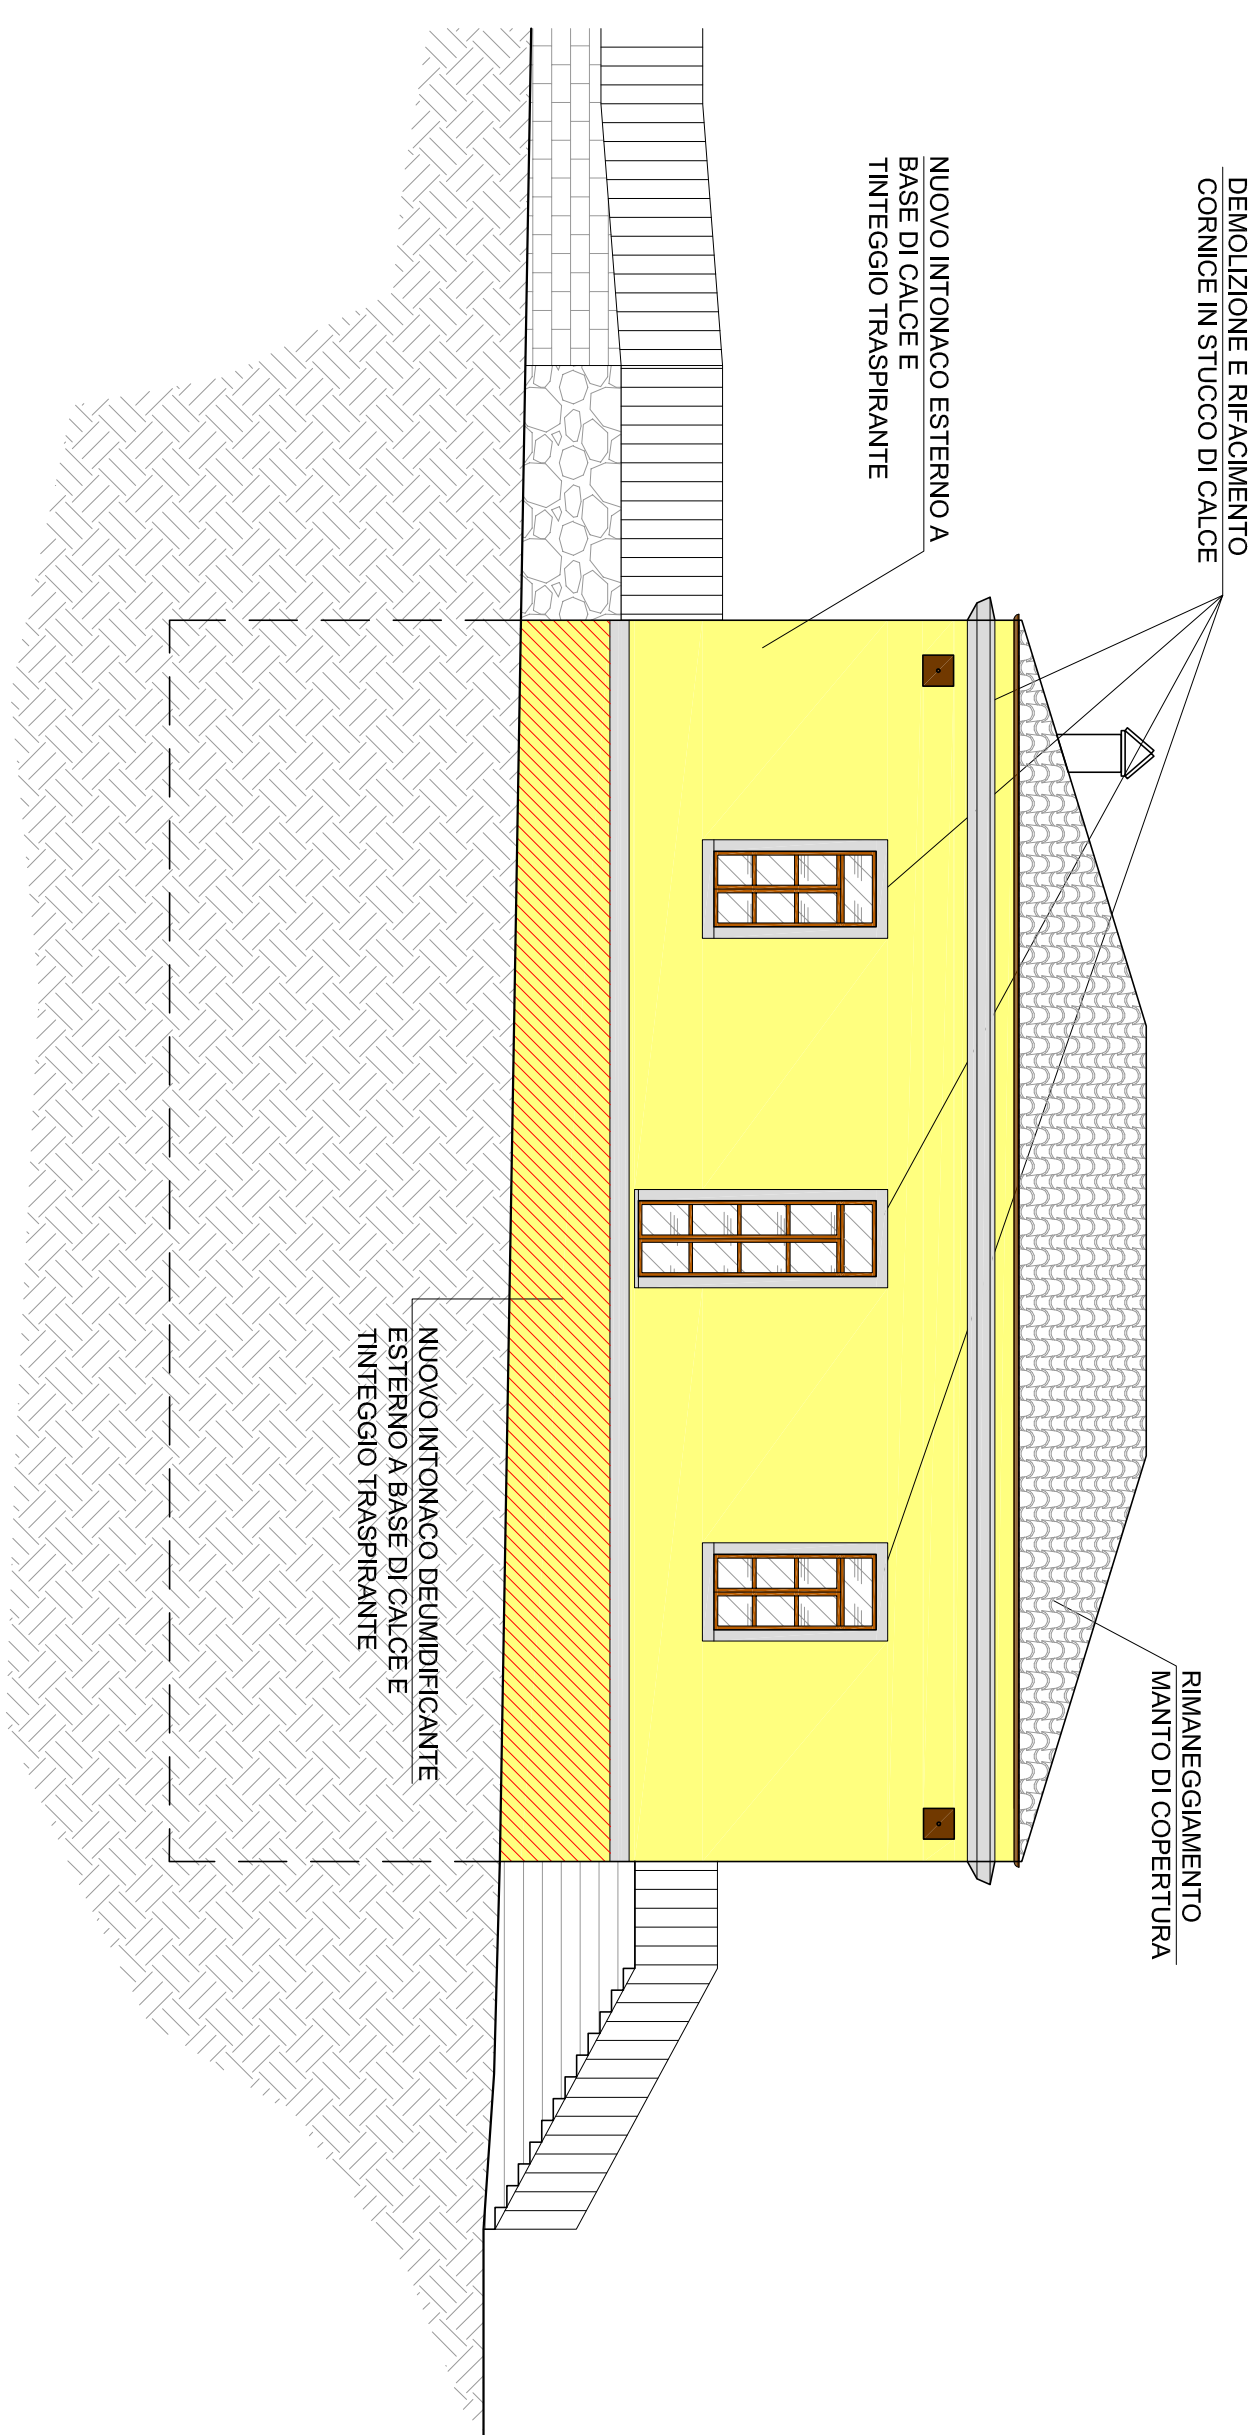 DEMOLIZIONE E RIFACIMENTO
CORNICE IN STUCCO DI CALCE
NUOVO INTONACO ESTERNO A
BASE DI CALCE E
TINTEGGIO TRASPIRANTE
RIMANEGGIAMENTO
MANTO DI COPERTURA
NUOVO INTONACO DEUMIDIFICANTE
ESTERNO A BASE DI CALCE E
TINTEGGIO TRASPIRANTE